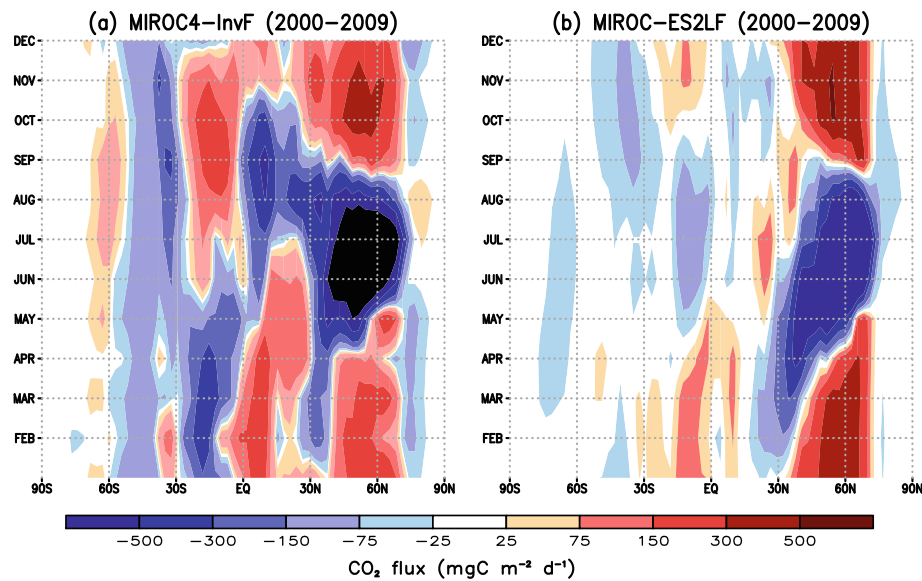 (a) MIROC4-InvF (2000-2009)
(b) MIROC-ES2LF (2000-2009)
DEC
NOV
OCT
SEP
AUG
JUL
JUN
MAY
APR
MAR
FEB
90S 60S 30S EQ 30N 60N 90N
DEC
NOV
OCT
SEP
AUG
JUL
JUN
MAY
APR
MAR
FEB
90S 60S 30S EQ 30N 60N 90N
-500 -300 -150 -75 -25 25 75 150 300 500
CO₂ flux (mgC m⁻² d⁻¹)